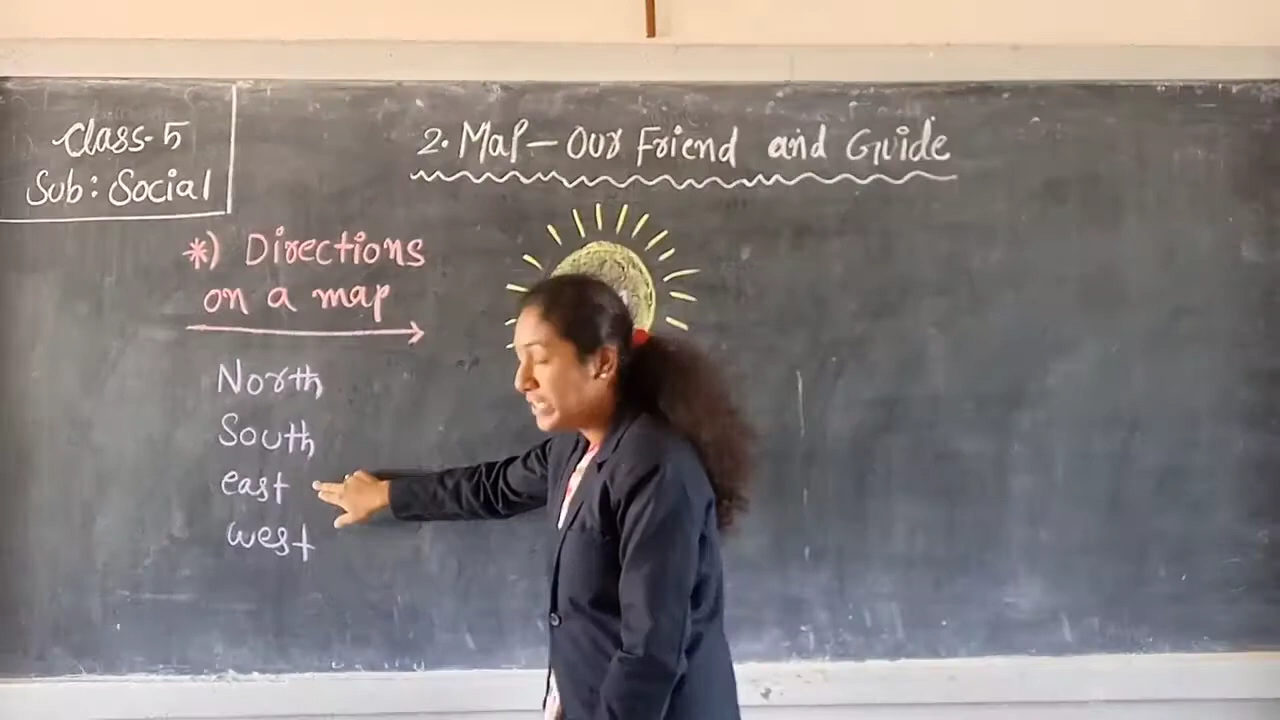 Class-5
Sub: Social
2. Map - Our Friend and Guide
*) Directions
on a map
North
South
east
west